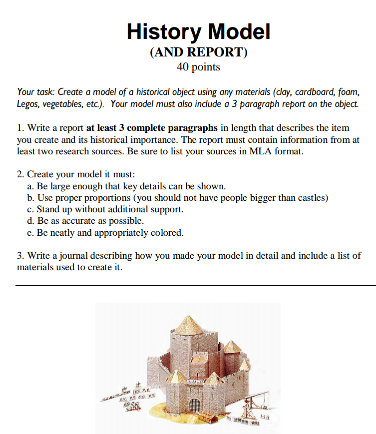 History Model
(AND REPORT)
40 points
Your task: Create a model of a historical object using any materials (clay, cardboard, foam,
Legos, vegetables, etc.). Your model must also include a 3 paragraph report on the object.
1. Write a report at least 3 complete paragraphs in length that describes the item
you create and its historical importance. The report must contain information from at
least two research sources. Be sure to list your sources in MLA format.
2. Create your model it must:
a. Be large enough that key details can be shown.
b. Use proper proportions (you should not have people bigger than castles)
c. Stand up without additional support.
d. Be as accurate as possible.
e. Be neatly and appropriately colored.
3. Write a journal describing how you made your model in detail and include a list of
materials used to create it.